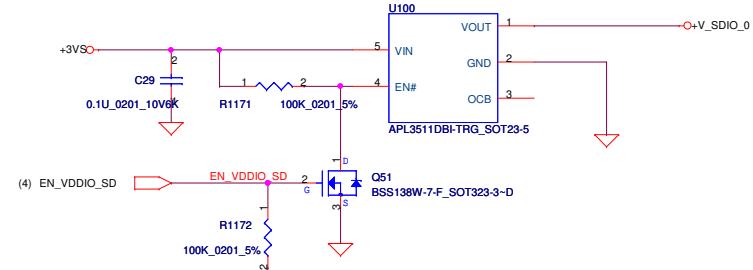 U100
VOUT
1
+V_SDIO_0
+3VS
5
VIN
2
GND
2
C29
1
R1171
2
4
EN#
0.1U_0201_10V6K
100K_0201_5%
OCB
3
APL3511DBI-TRG_SOT23-5
1
D
(4) EN_VDDIO_SD
EN_VDDIO_SD
2
G
S
3
Q51
BSS138W-7-F_SOT323-3~D
1
R1172
100K_0201_5%
2